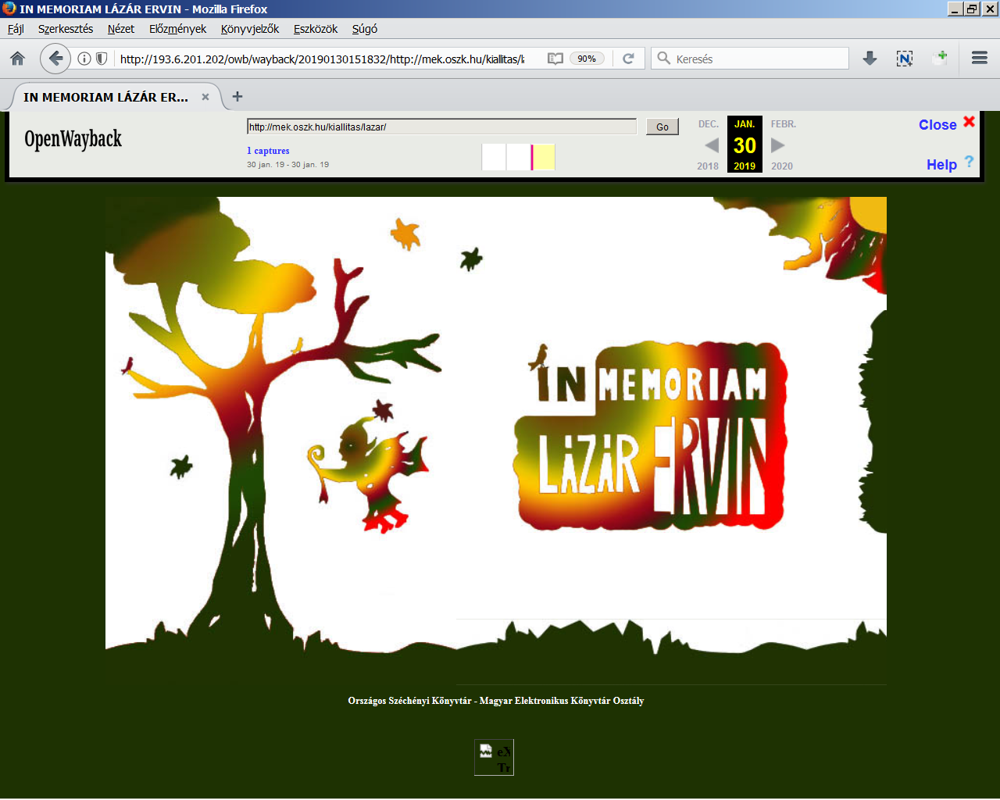 IN MEMORIAM LÁZÁR ERVIN - Mozilla Firefox
Fájl Szerkesztés Nézet Előzmények Könyvjelzők Eszközök Súgó
http://193.6.201.202/owb/wayback/20190130151832/http://mek.oszk.hu/kiallitas/l 90% Keresés
IN MEMORIAM LÁZÁR ER...
OpenWayback
http://mek.oszk.hu/kiallitas/lazar/ Go
1 captures
30 jan. 19 - 30 jan. 19
DEC. JAN. FEBR.
30
2018 2019 2020
Close
Help ?
IN MEMORIAM
LÁZÁR ERVIN
Országos Széchényi Könyvtár - Magyar Elektronikus Könyvtár Osztály
eX
Tr